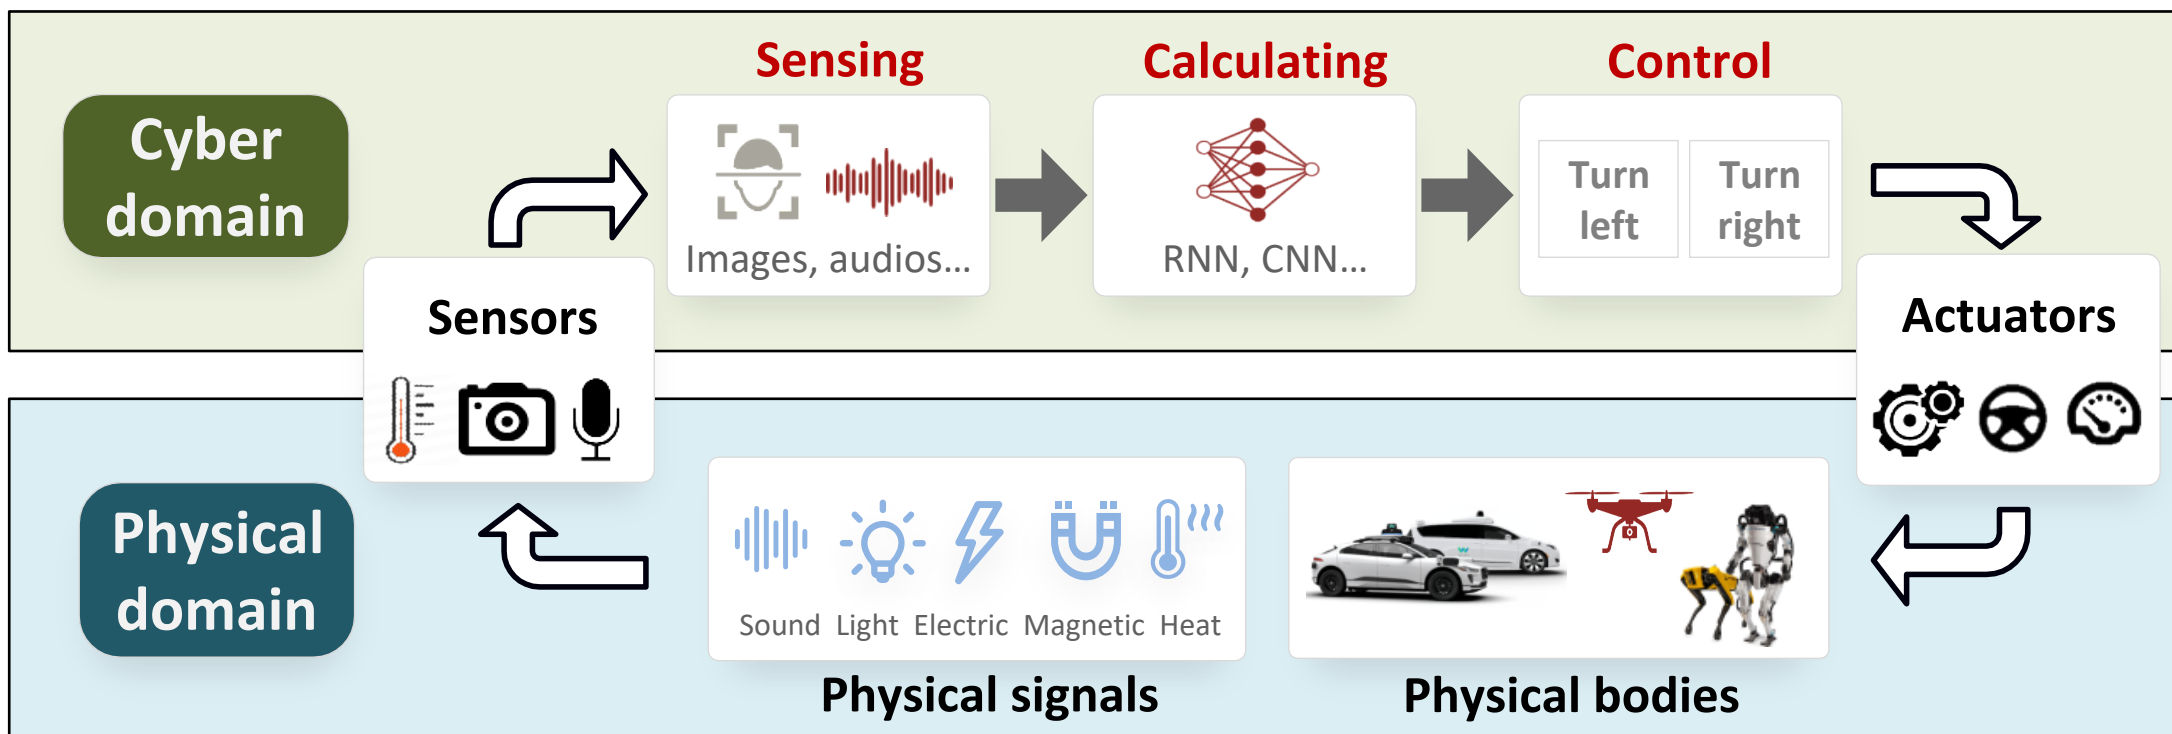 Sensing
Calculating
Control
Cyber
domain
Images, audios...
RNN, CNN...
Turn
left
Turn
right
Sensors
Actuators
Physical
domain
Sound Light Electric Magnetic Heat
Physical signals
Physical bodies